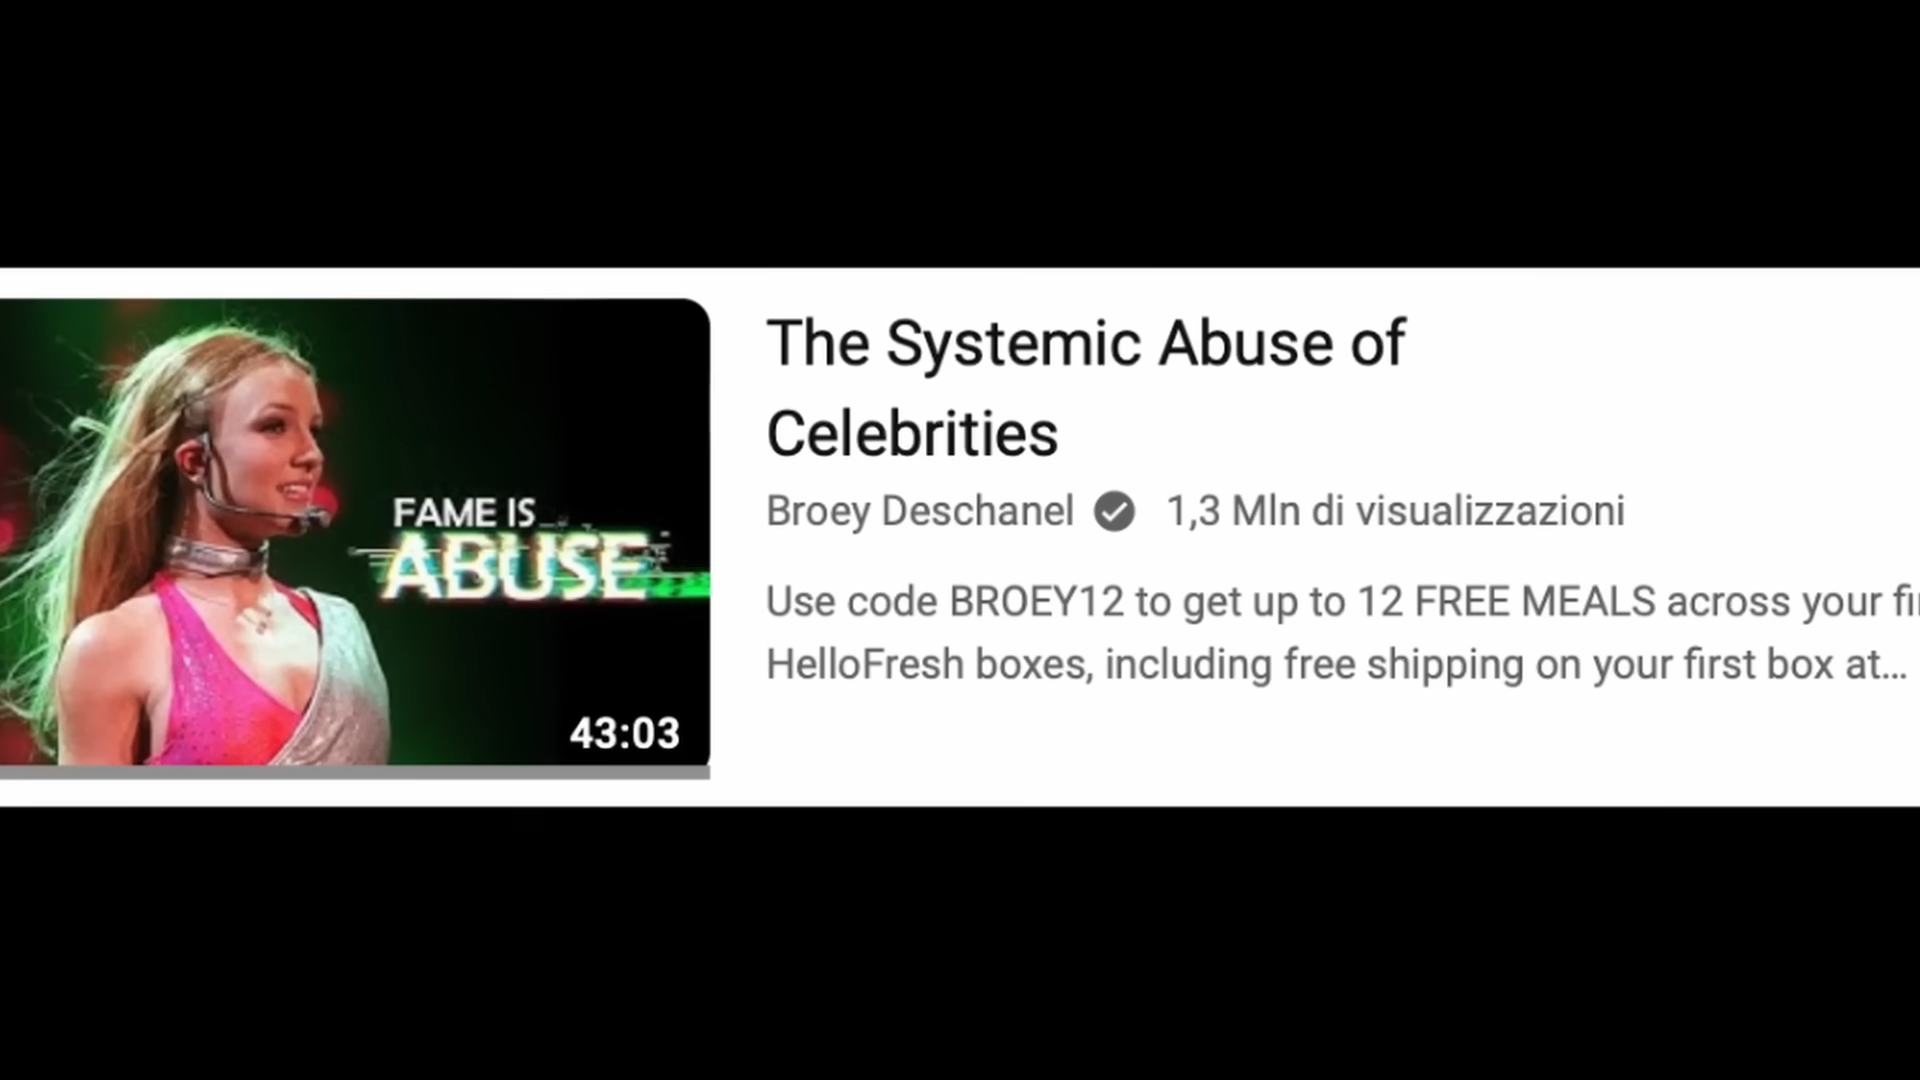 FAME IS
ABUSE
43:03
The Systemic Abuse of
Celebrities
Broey Deschanel 1,3 Mln di visualizzazioni
Use code BROEY12 to get up to 12 FREE MEALS across your
HelloFresh boxes, including free shipping on your first box at...